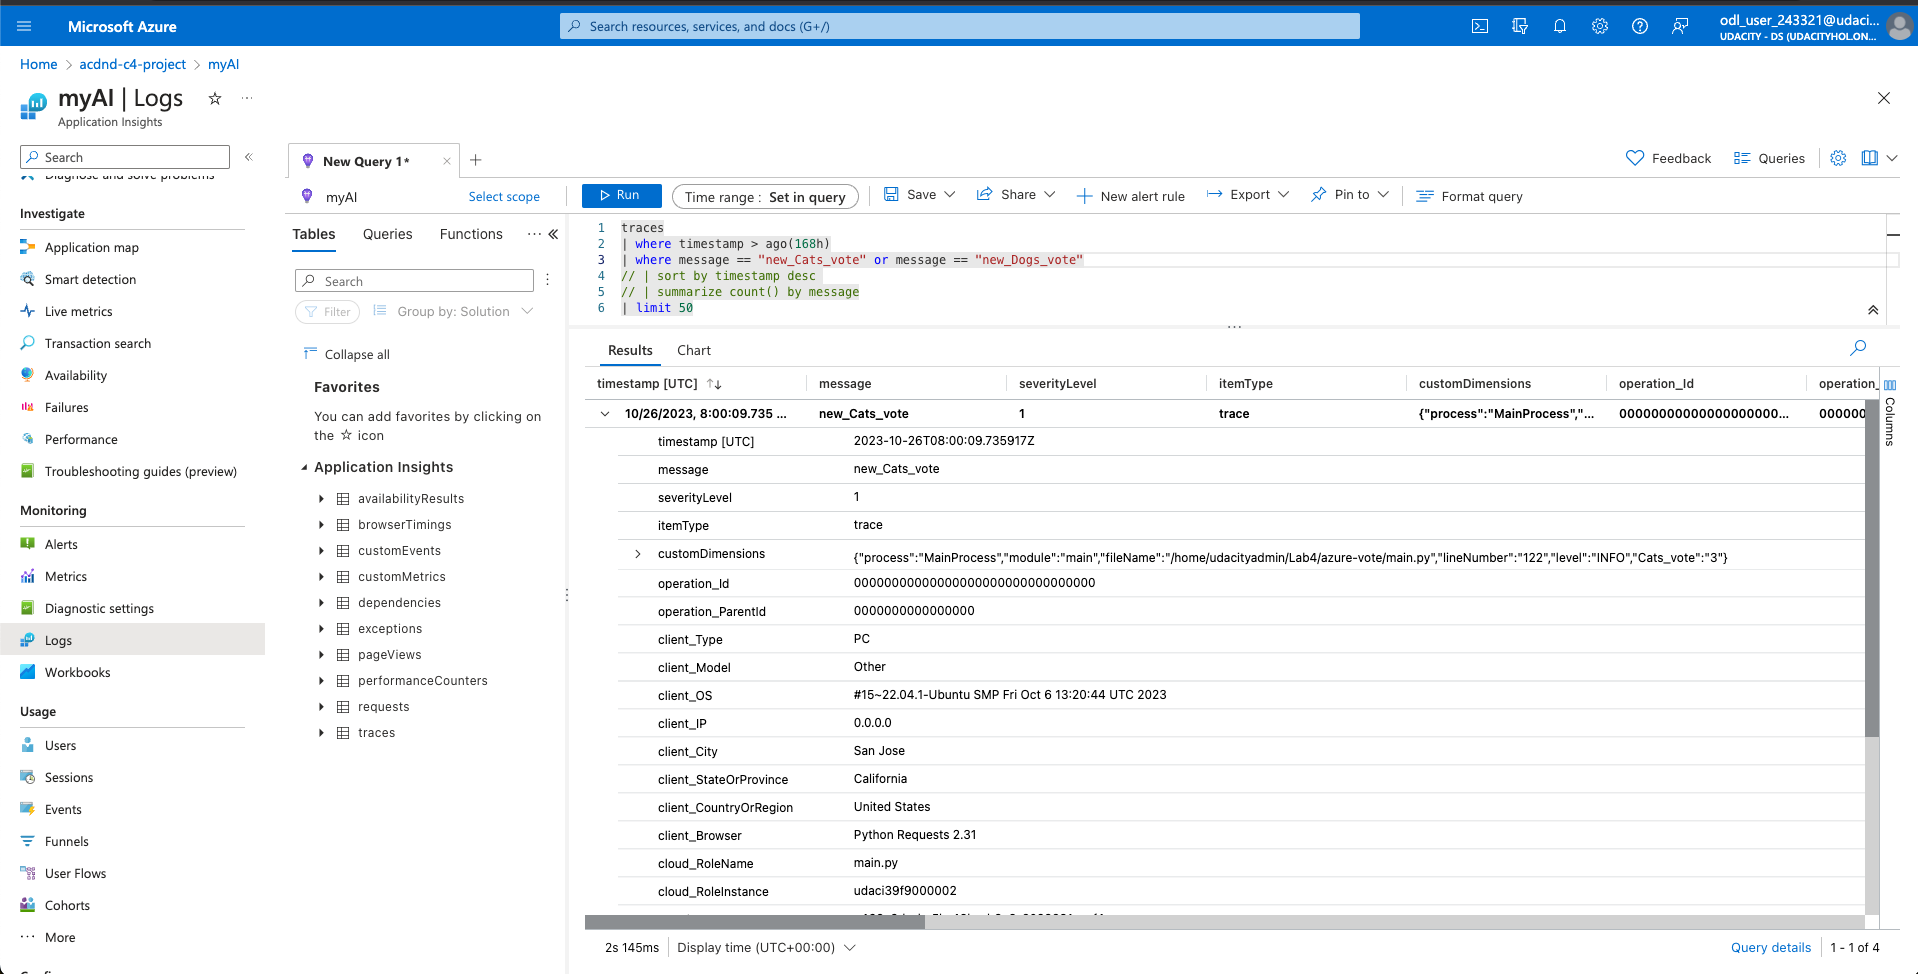 Microsoft Azure
Search resources, services, and docs (G+/)
odl_user_243321@udaci...
UDACITY - DS (UDACITYHOL.ON...
Home > acdnd-c4-project > myAI
myAI | Logs
Application Insights
Search
Diagnose and solve problems
Investigate
Application map
Smart detection
Live metrics
Transaction search
Availability
Failures
Performance
Troubleshooting guides (preview)
Monitoring
Alerts
Metrics
Diagnostic settings
Logs
Workbooks
Usage
Users
Sessions
Events
Funnels
User Flows
Cohorts
More
New Query 1*
Feedback
Queries
myAI
Select scope
Run
Time range : Set in query
Save
Share
New alert rule
Export
Pin to
Format query
Tables
Queries
Functions
Search
Filter
Group by: Solution
Collapse all
Favorites
You can add favorites by clicking on
the ☆ icon
Application Insights
availabilityResults
browserTimings
customEvents
customMetrics
dependencies
exceptions
pageViews
performanceCounters
requests
traces
1 traces
2 | where timestamp > ago(168h)
3 | where message == "new_Cats_vote" or message == "new_Dogs_vote"
4 // | sort by timestamp desc
5 // | summarize count() by message
6 | limit 50
Results
Chart
timestamp [UTC] message severityLevel itemType customDimensions operation_Id operation_
10/26/2023, 8:00:09.735 ... new_Cats_vote 1 trace {"process":"MainProcess","... 00000000000000000000... 00000
timestamp [UTC] 2023-10-26T08:00:09.735917Z
message new_Cats_vote
severityLevel 1
itemType trace
customDimensions {"process":"MainProcess","module":"main","fileName":"/home/udacityadmin/Lab4/azure-vote/main.py","lineNumber":"122","level":"INFO","Cats_vote":"3"}
operation_Id 00000000000000000000000000000000
operation_ParentId 0000000000000000
client_Type PC
client_Model Other
client_OS #15~22.04.1-Ubuntu SMP Fri Oct 6 13:20:44 UTC 2023
client_IP 0.0.0.0
client_City San Jose
client_StateOrProvince California
client_CountryOrRegion United States
client_Browser Python Requests 2.31
cloud_RoleName main.py
cloud_RoleInstance udaci39f9000002
Columns
2s 145ms
Display time (UTC+00:00)
Query details
1 - 1 of 4